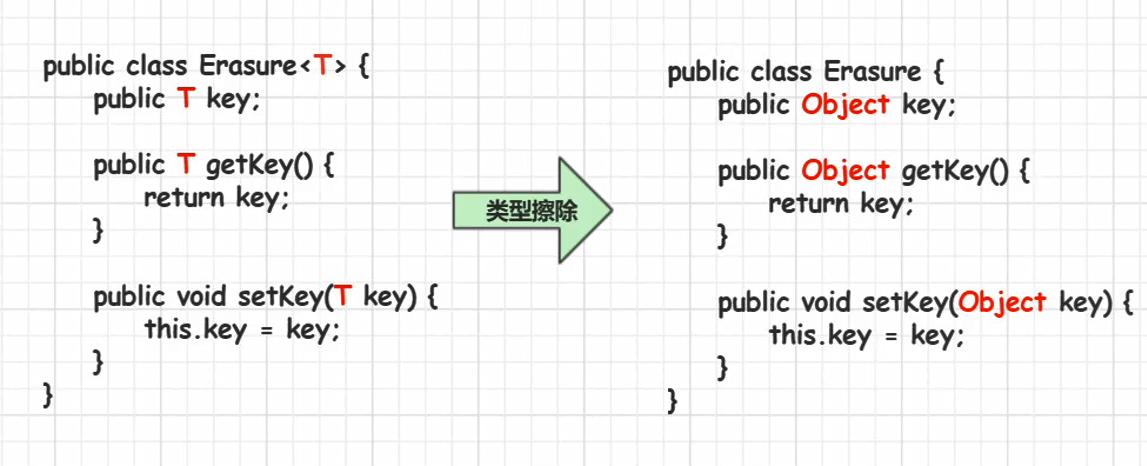 public class Erasure<T> {
public T key;
public T getKey() {
return key;
}
public void setKey(T key) {
this.key = key;
}
}
类型擦除
public class Erasure {
public Object key;
public Object getKey() {
return key;
}
public void setKey(Object key) {
this.key = key;
}
}